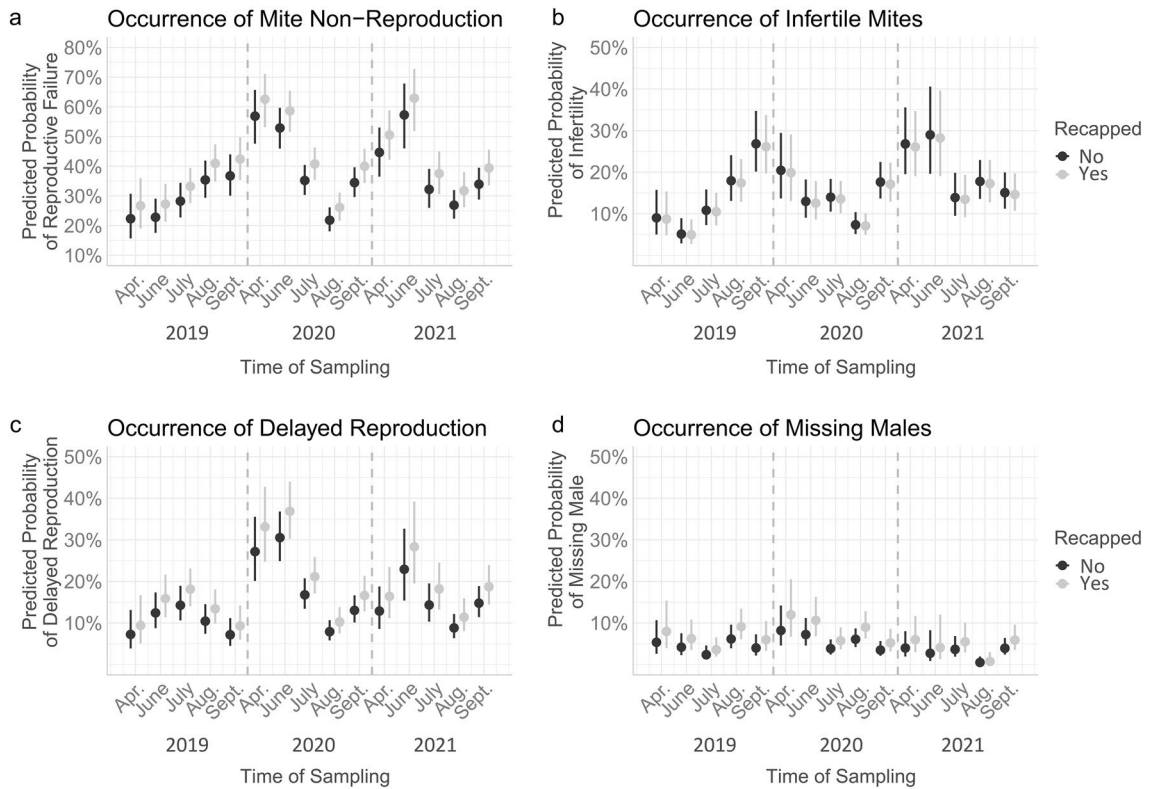 a
Occurrence of Mite Non−Reproduction
Predicted Probability
of Reproductive Failure
80%
70%
60%
50%
40%
30%
20%
10%
Apr. June July Aug. Sept. Apr. June July Aug. Sept. Apr. June July Aug. Sept.
2019 2020 2021
Time of Sampling
b
Occurrence of Infertile Mites
Predicted Probability
of Infertility
50%
40%
30%
20%
10%
Apr. June July Aug. Sept. Apr. June July Aug. Sept. Apr. June July Aug. Sept.
2019 2020 2021
Time of Sampling
Recapped
No
Yes
c
Occurrence of Delayed Reproduction
Predicted Probability
of Delayed Reproduction
50%
40%
30%
20%
10%
Apr. June July Aug. Sept. Apr. June July Aug. Sept. Apr. June July Aug. Sept.
2019 2020 2021
Time of Sampling
d
Occurrence of Missing Males
Predicted Probability
of Missing Male
50%
40%
30%
20%
10%
Apr. June July Aug. Sept. Apr. June July Aug. Sept. Apr. June July Aug. Sept.
2019 2020 2021
Time of Sampling
Recapped
No
Yes